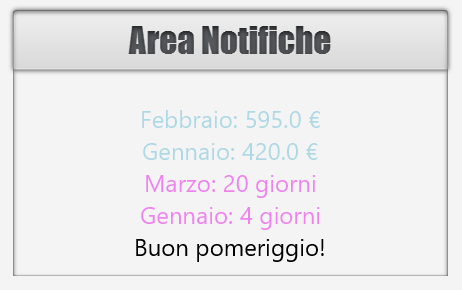 Area Notifiche
Febbraio: 595.0 €
Gennaio: 420.0 €
Marzo: 20 giorni
Gennaio: 4 giorni
Buon pomeriggio!